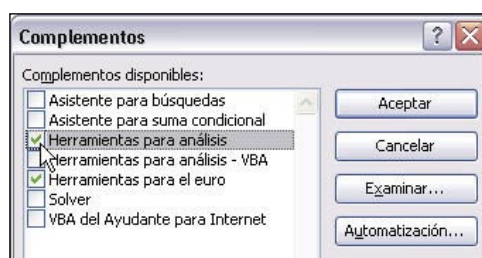 Complementos
Complementos disponibles:
Asistente para búsquedas
Asistente para suma condicional
Herramientas para análisis
Herramientas para análisis - VBA
Herramientas para el euro
Solver
VBA del Ayudante para Internet
Aceptar
Cancelar
Examinar...
Automatización...